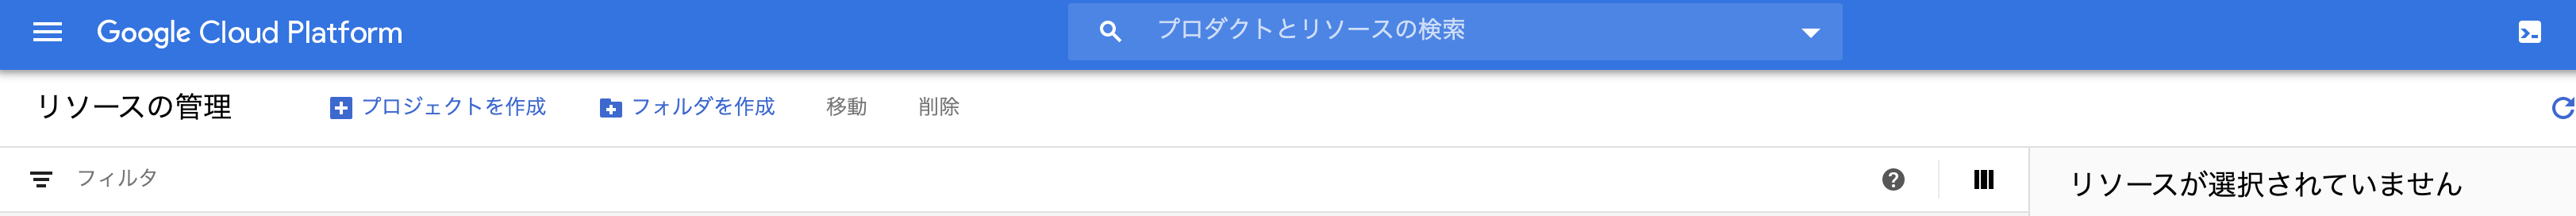 Google Cloud Platform
プロダクトとリソースの検索
リソースの管理
プロジェクトを作成
フォルダを作成
移動
削除
フィルタ
リソースが選択されていません